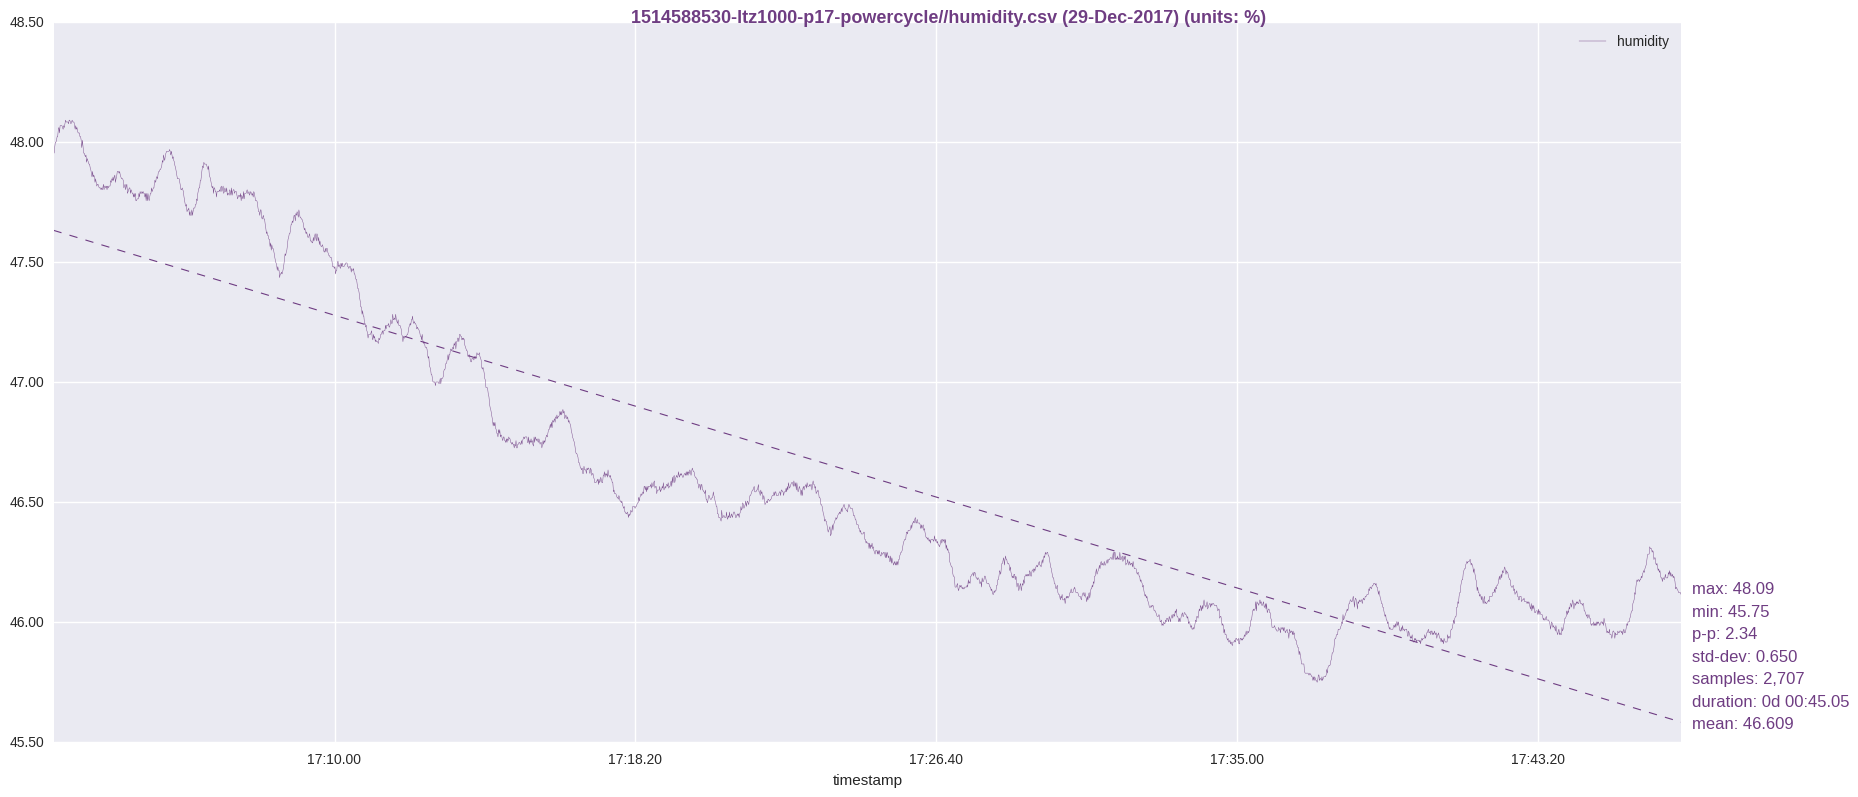 1514588530-ltz1000-p17-powercycle//humidity.csv (29-Dec-2017) (units: %)
humidity
48.50
48.00
47.50
47.00
46.50
46.00
45.50
max: 48.09
min: 45.75
p-p: 2.34
std-dev: 0.650
samples: 2,707
duration: 0d 00:45.05
mean: 46.609
17:10.00 17:18.20 17:26.40 17:35.00 17:43.20
timestamp